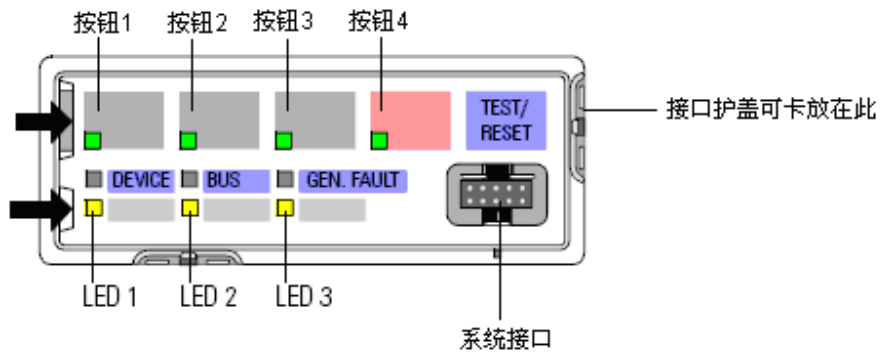 按钮1 按钮2 按钮3 按钮4
TEST/
RESET
接口护盖可卡放在此
DEVICE BUS GEN. FAULT
LED 1 LED 2 LED 3
系统接口